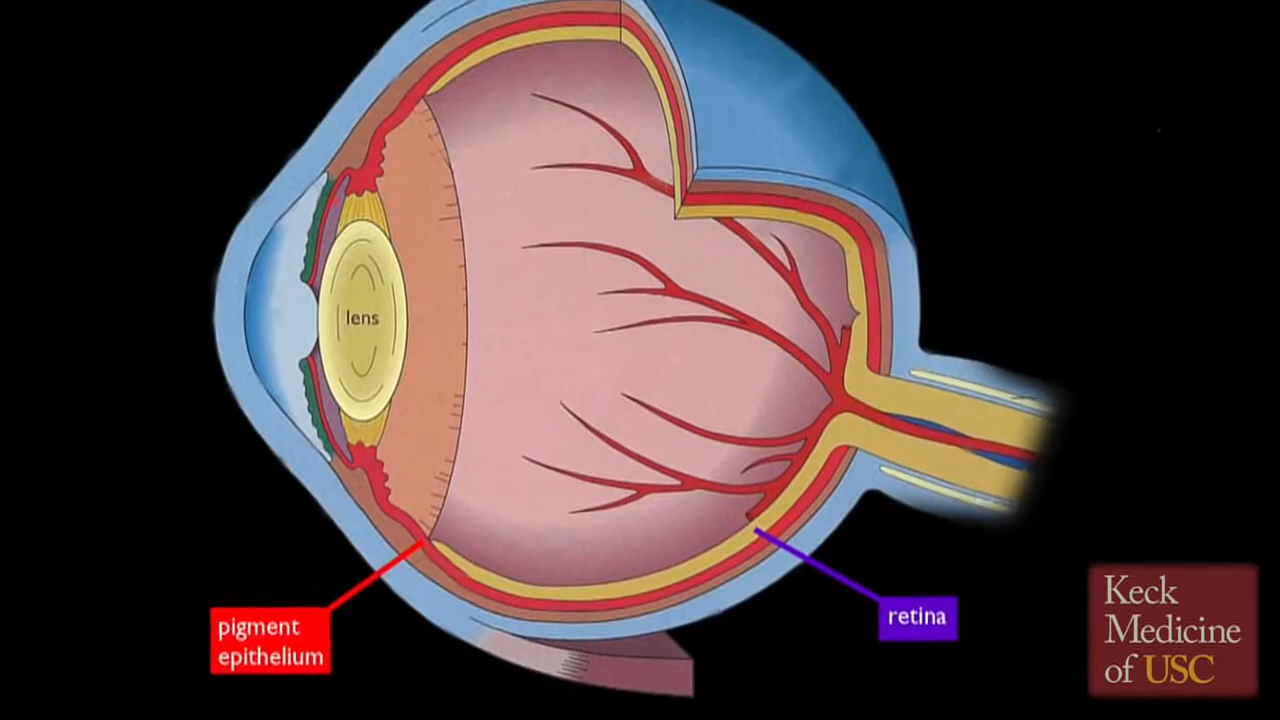 lens
pigment
epithelium
retina
Keck
Medicine
of USC